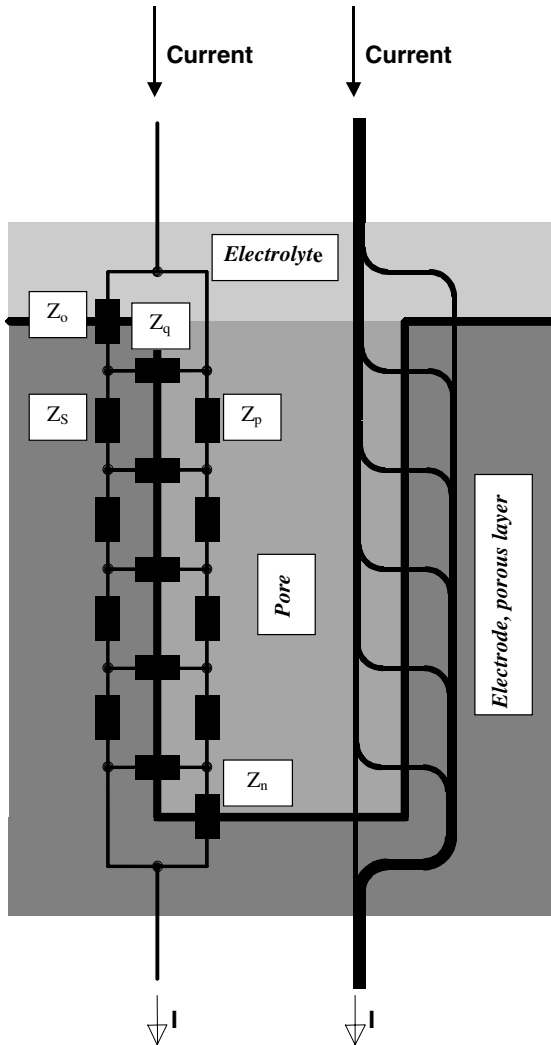 Current
Current
Electrolyte
Zo
Zq
ZS
Zp
Pore
Electrode, porous layer
Zn
I
I